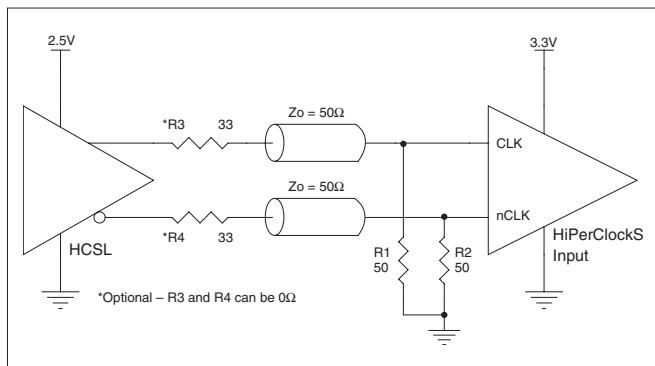 2.5V
3.3V
*R3 33
Zo = 50Ω
CLK
Zo = 50Ω
nCLK
*R4 33
HCSL
R1
50
R2
50
HiPerClockS
Input
*Optional – R3 and R4 can be 0Ω